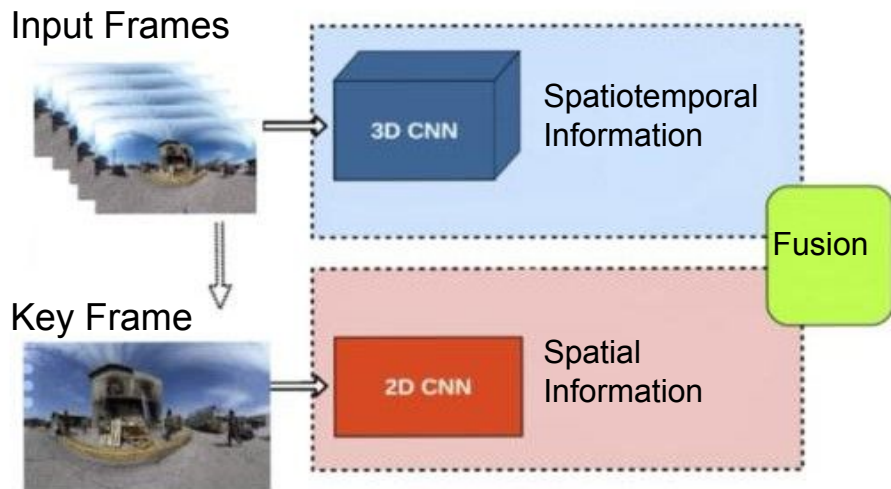 Input Frames
3D CNN
Spatiotemporal
Information
Fusion
Key Frame
2D CNN
Spatial
Information